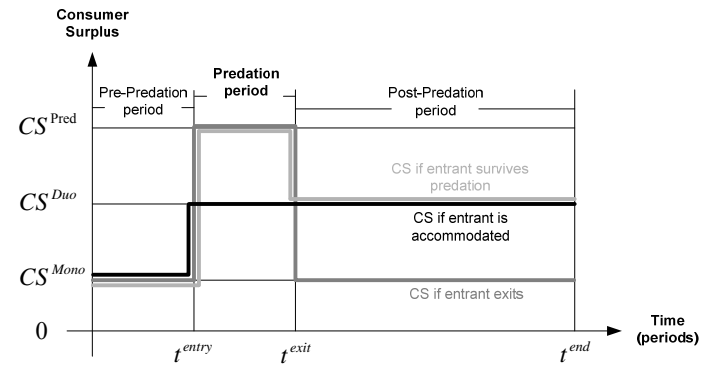 Consumer
Surplus
Predation
period
Pre-Predation
period
Post-Predation
period
CS^Pred
CS if entrant survives
predation
CS^Duo
CS if entrant is
accommodated
CS^Mono
CS if entrant exits
0
Time
(periods)
t^entry
t^exit
t^end